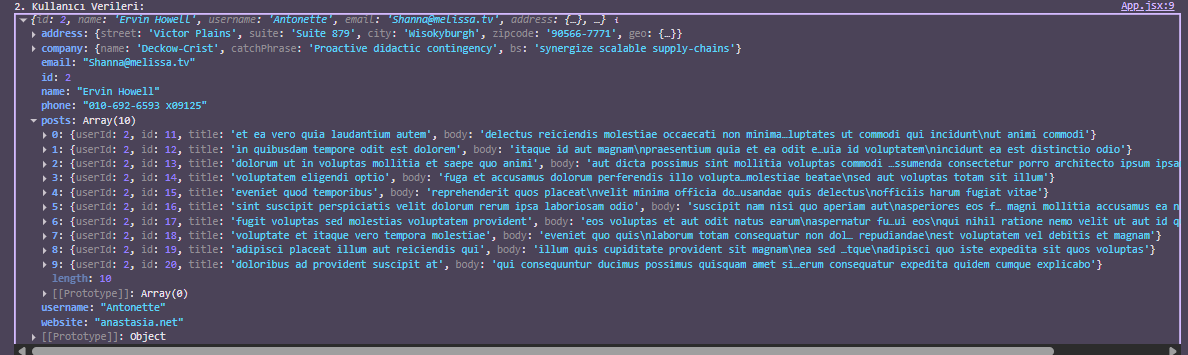 2. Kullanıcı Verileri: App.jsx:9
{id: 2, name: 'Ervin Howell', username: 'Antonette', email: 'Shanna@melissa.tv', address: {…}, …} i
address: {street: 'Victor Plains', suite: 'Suite 879', city: 'Wisokyburgh', zipcode: '90566-7771', geo: {…}}
company: {name: 'Deckow-Crist', catchPhrase: 'Proactive didactic contingency', bs: 'synergize scalable supply-chains'}
email: "Shanna@melissa.tv"
id: 2
name: "Ervin Howell"
phone: "010-692-6593 x09125"
posts: Array(10)
0: {userId: 2, id: 11, title: 'et ea vero quia laudantium autem', body: 'delectus reiciendis molestiae occaecati non minima…luptates ut commodi qui incidunt\nut animi commodi'}
1: {userId: 2, id: 12, title: 'in quibusdam tempore odit est dolorem', body: 'itaque id aut magnam\npraesentium quia et ea odit e…uia id voluptatem\nincidunt ea est distinctio odio'}
2: {userId: 2, id: 13, title: 'dolorum ut in voluptas mollitia et saepe quo animi', body: 'aut dicta possimus sint mollitia voluptas commodi …ssumenda consectetur porro architecto ipsum ipsa
3: {userId: 2, id: 14, title: 'voluptatem eligendi optio', body: 'fuga et accusamus dolorum perferendis illo volupta…molestiae beatae\nsed aut voluptas totam sit illum'}
4: {userId: 2, id: 15, title: 'eveniet quod temporibus', body: 'reprehenderit quos placeat\nvelit minima officia do…usandae quis delectus\nofficiis harum fugiat vitae'}
5: {userId: 2, id: 16, title: 'sint suscipit perspiciatis velit dolorum rerum ipsa laboriosam odio', body: 'suscipit nam nisi quo aperiam aut\nasperiores eos f… magni mollitia accusamus ea n
6: {userId: 2, id: 17, title: 'fugit voluptas sed molestias voluptatem provident', body: 'eos voluptas et aut odit natus earum\naspernatur fu…ui eos\nqui nihil ratione nemo velit ut aut id q
7: {userId: 2, id: 18, title: 'voluptate et itaque vero tempora molestiae', body: 'eveniet quo quis\nlaborum totam consequatur non dol… repudiandae\nest voluptatem vel debitis et magnam'}
8: {userId: 2, id: 19, title: 'adipisci placeat illum aut reiciendis qui', body: 'illum quis cupiditate provident sit magnam\nea sed …tque\nadipisci quo iste expedita sit quos voluptas'}
9: {userId: 2, id: 20, title: 'doloribus ad provident suscipit at', body: 'qui consequuntur ducimus possimus quisquam amet si…erum consequatur expedita quidem cumque explicabo'}
length: 10
[[Prototype]]: Array(0)
username: "Antonette"
website: "anastasia.net"
[[Prototype]]: Object